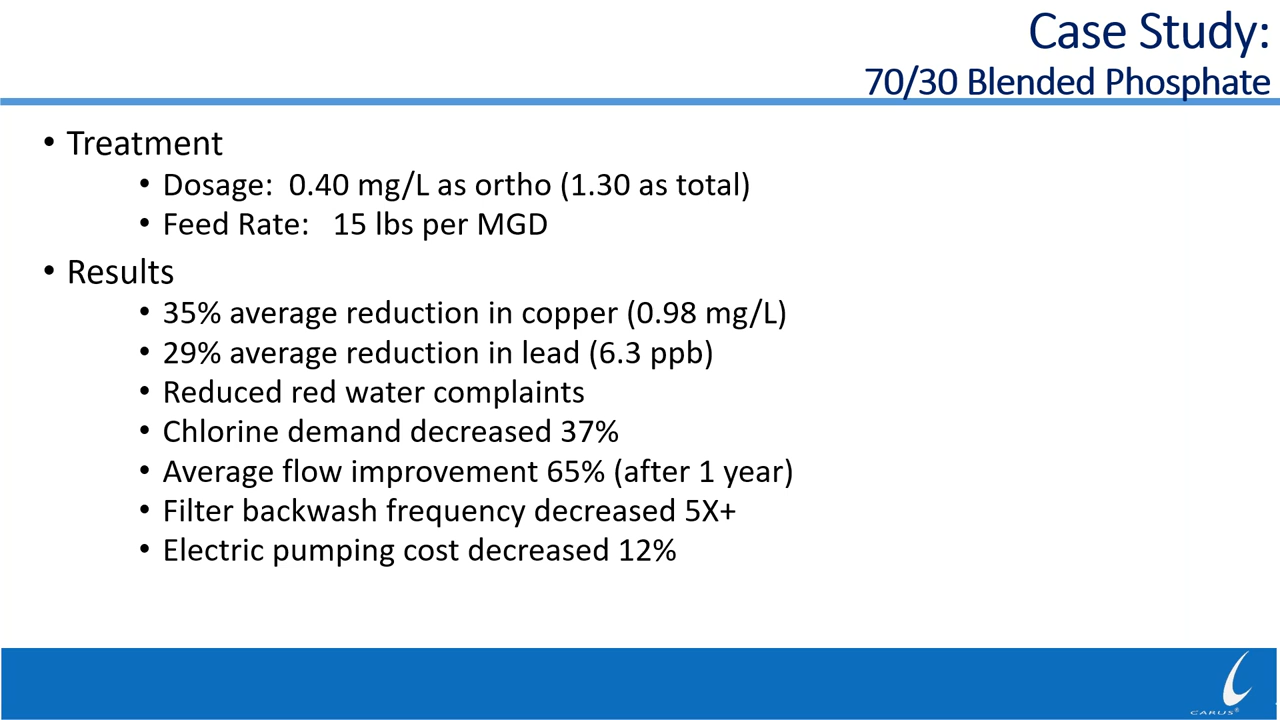 Case Study:
70/30 Blended Phosphate
• Treatment
• Dosage:  0.40 mg/L as ortho (1.30 as total)
• Feed Rate:   15 lbs per MGD
• Results
• 35% average reduction in copper (0.98 mg/L)
• 29% average reduction in lead (6.3 ppb)
• Reduced red water complaints
• Chlorine demand decreased 37%
• Average flow improvement 65% (after 1 year)
• Filter backwash frequency decreased 5X+
• Electric pumping cost decreased 12%
CARUS®